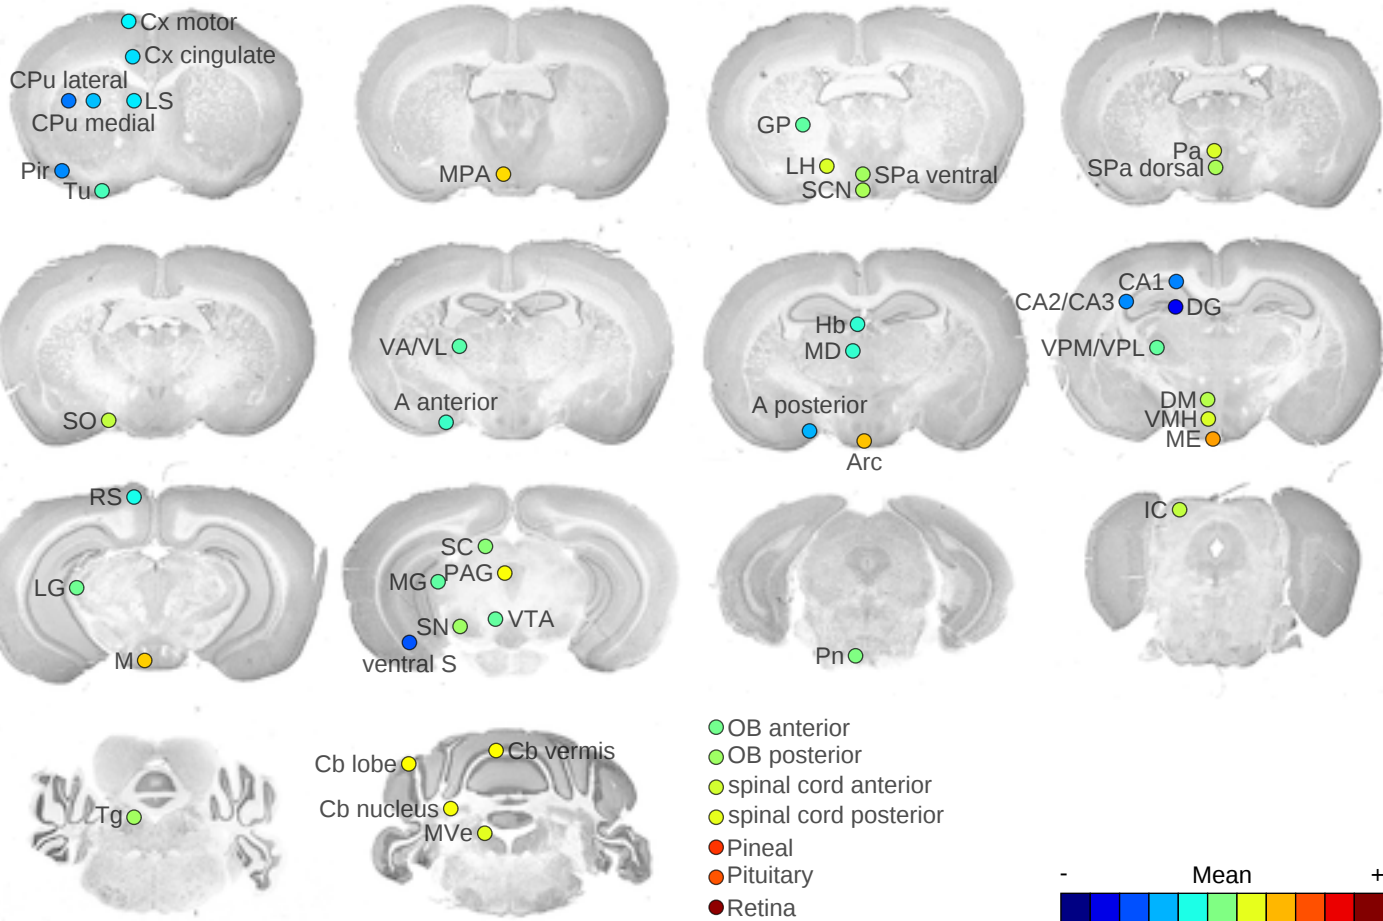 Cx motor
Cx cingulate
CPu lateral
LS
CPu medial
Pir
Tu
MPA
GP
LH
SPa ventral
SCN
Pa
SPa dorsal
SO
VA/VL
A anterior
Hb
MD
A posterior
Arc
CA1
CA2/CA3
DG
VPM/VPL
DM
VMH
ME
RS
LG
M
SC
MG
PAG
SN
VTA
ventral S
Pn
IC
Tg
Cb lobe
Cb vermis
Cb nucleus
MVe
OB anterior
OB posterior
spinal cord anterior
spinal cord posterior
Pineal
Pituitary
Retina
- Mean +